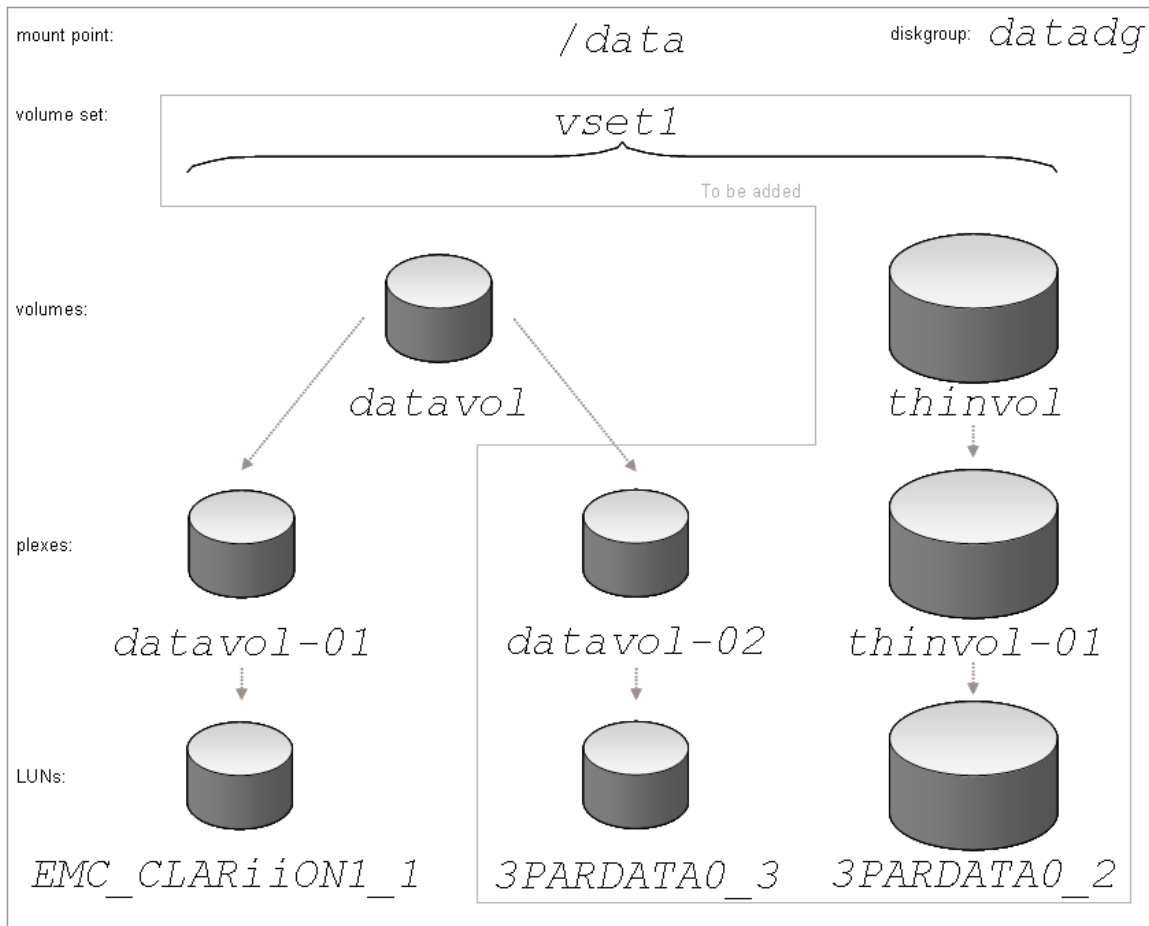 mount point:
/data
diskgroup: datadg
volume set:
vset1
To be added
volumes:
datavol
thinvol
plexes:
datavol-01
datavol-02
thinvol-01
LUNs:
EMC_CLARiiON1_1
3PARDATA0_3
3PARDATA0_2